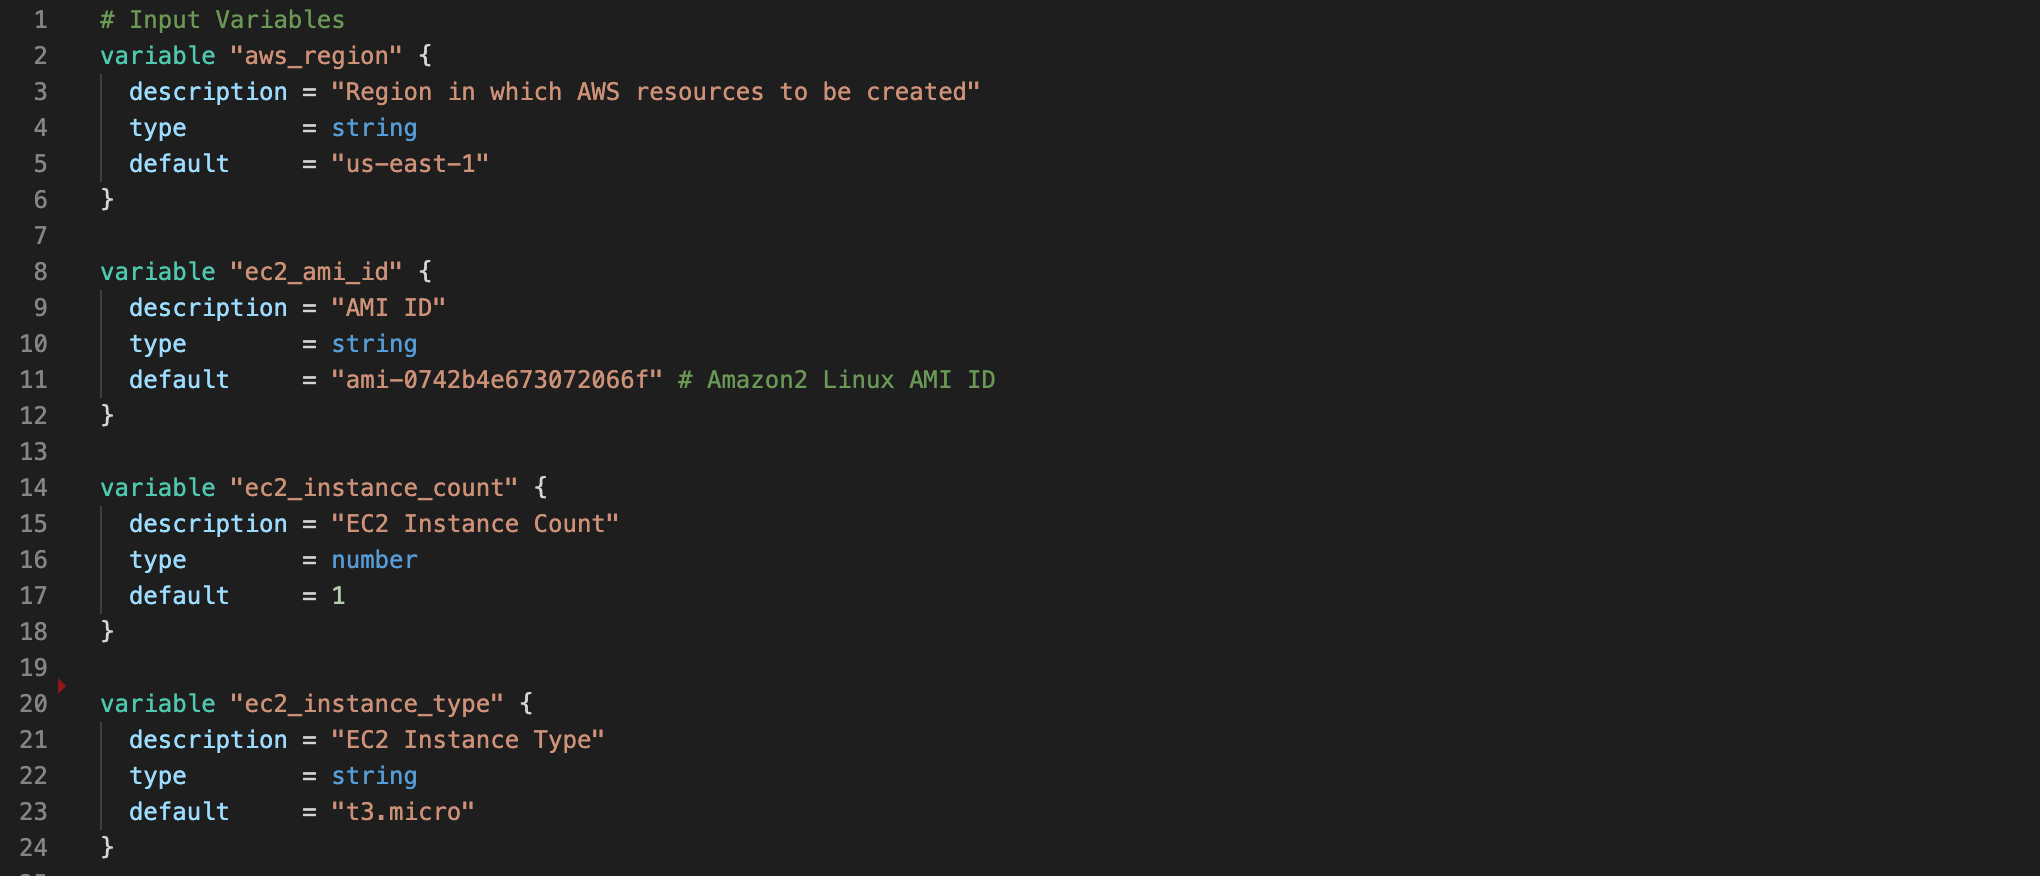 1 # Input Variables
2 variable "aws_region" {
3   description = "Region in which AWS resources to be created"
4   type        = string
5   default     = "us-east-1"
6 }
7
8 variable "ec2_ami_id" {
9   description = "AMI ID"
10   type        = string
11   default     = "ami-0742b4e673072066f" # Amazon2 Linux AMI ID
12 }
13
14 variable "ec2_instance_count" {
15   description = "EC2 Instance Count"
16   type        = number
17   default     = 1
18 }
19
20 variable "ec2_instance_type" {
21   description = "EC2 Instance Type"
22   type        = string
23   default     = "t3.micro"
24 }